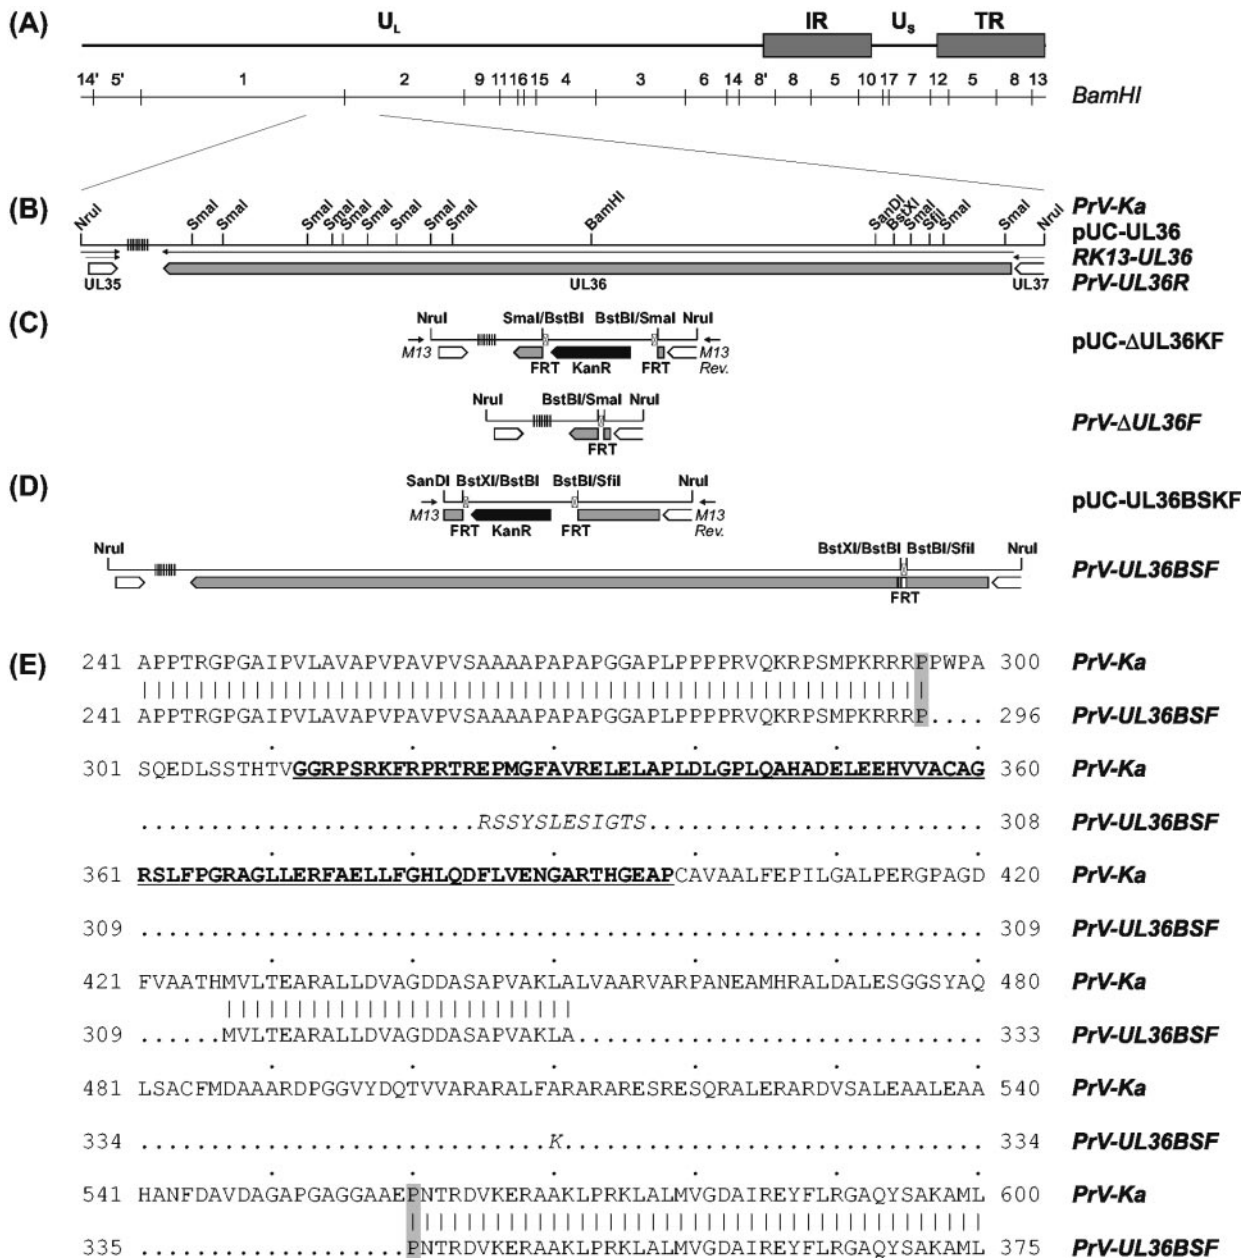 (A) U_L IR U_S TR
14' 5' 1 2 9 11 16 15 4 3 6 14 8' 8 5 10 17 7 12 5 8 13 BamHI
(B) NruI SmaI SmaI SmaI SmaI SmaI SmaI SmaI SmaI SmaI BamHI SanDI BstXI SmaI SfiI SmaI SmaI NruI PrV-Ka
pUC-UL36
RK13-UL36
UL35 UL36 UL37 PrV-UL36R
(C) NruI SmaI/BstBI BstBI/SmaI NruI
M13 M13 pUC-ΔUL36KF
FRT KanR FRT Rev.
NruI BstBI/SmaI NruI
PrV-ΔUL36F
FRT
(D) SanDI BstXI/BstBI BstBI/SfiI NruI
pUC-UL36BSKF
M13 M13
FRT KanR FRT Rev.
NruI BstXI/BstBI BstBI/SfiI NruI
PrV-UL36BSF
FRT
(E) 241 APPTRGPGAIPVLAVAPVPAVPVSAAAAPAPAPGGAPLPPPPRVQKRPSMPKRRRPPWPA 300 PrV-Ka
241 APPTRGPGAIPVLAVAPVPAVPVSAAAAPAPAPGGAPLPPPPRVQKRPSMPKRRRP.... 296 PrV-UL36BSF
301 SQEDLSSTHTVGGRPSRKFRPRTREPMGFAVRELELAPLDLGPLQAHADELEEHVVACAG 360 PrV-Ka
........................RSSYSLESIGTS........................ 308 PrV-UL36BSF
361 RSLFPGRAGLLERFAELLFGHLQDFLVENGARTHGEAPCAVAALFEPILGALPERGPAGD 420 PrV-Ka
309 ............................................................ 309 PrV-UL36BSF
421 FVAATHMVLTEARALLDVAGDDASAPVAKLALVAARVARPANEAMHRALDALESGGSYAQ 480 PrV-Ka
309 ......MVLTEARALLDVAGDDASAPVAKLA............................. 333 PrV-UL36BSF
481 LSACFMDAAARDPGGVYDQTVVARARALFARARARESRESQRALERARDVSALEAALEAA 540 PrV-Ka
334 .............................K.............................. 334 PrV-UL36BSF
541 HANFDAVDAGAPGAGGAAEPNTRDVKERAAKLPRKLALMVGDAIREYFLRGAQYSAKAML 600 PrV-Ka
335 ...................PNTRDVKERAAKLPRKLALMVGDAIREYFLRGAQYSAKAML 375 PrV-UL36BSF